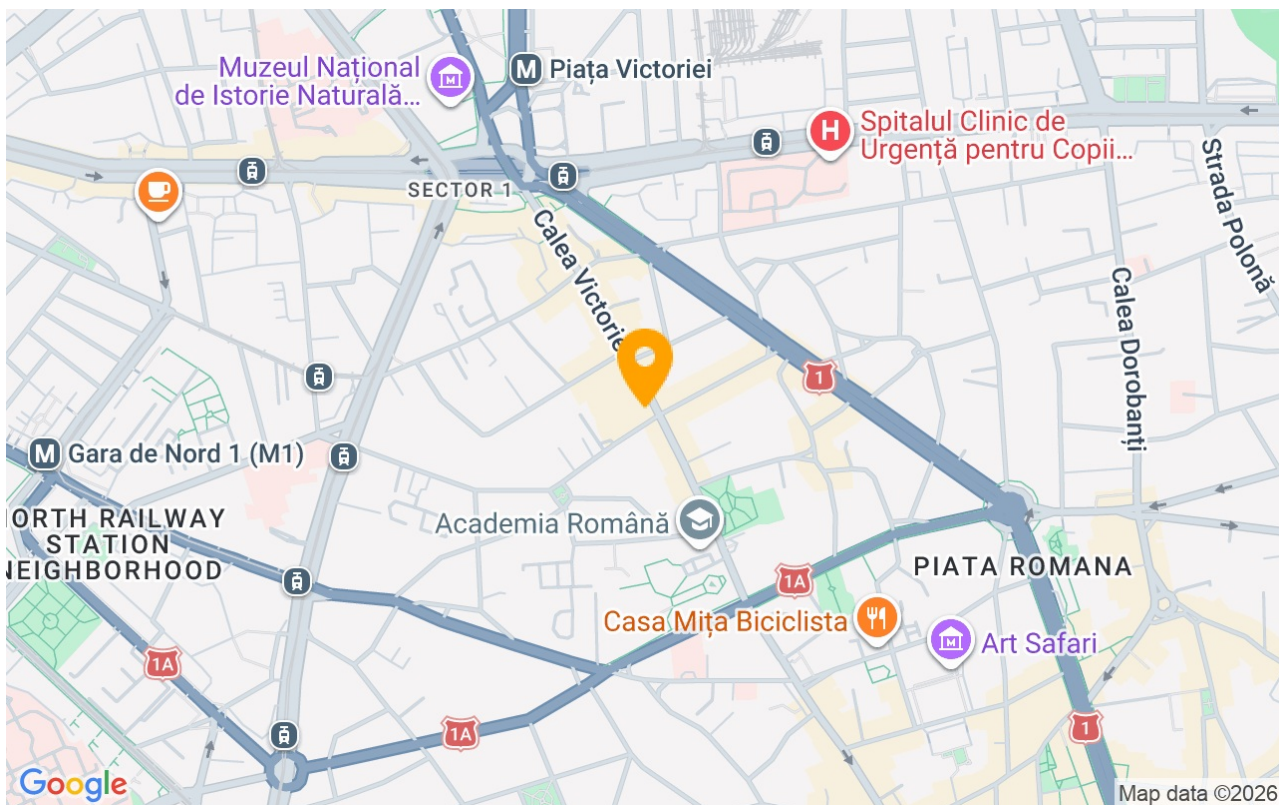 Muzeul Național
de Istorie Naturală...
M Piața Victoriei
H Spitalul Clinic de
Urgență pentru Copii...
SECTOR 1
Strada Polonă
Calea Victoriei
Calea Dorobanți
1
M Gara de Nord 1 (M1)
NORTH RAILWAY
STATION
NEIGHBORHOOD
Academia Română
PIATA ROMANA
1A
Casa Mița Biciclista
Art Safari
1A
1A
1
Google
Map data ©2026